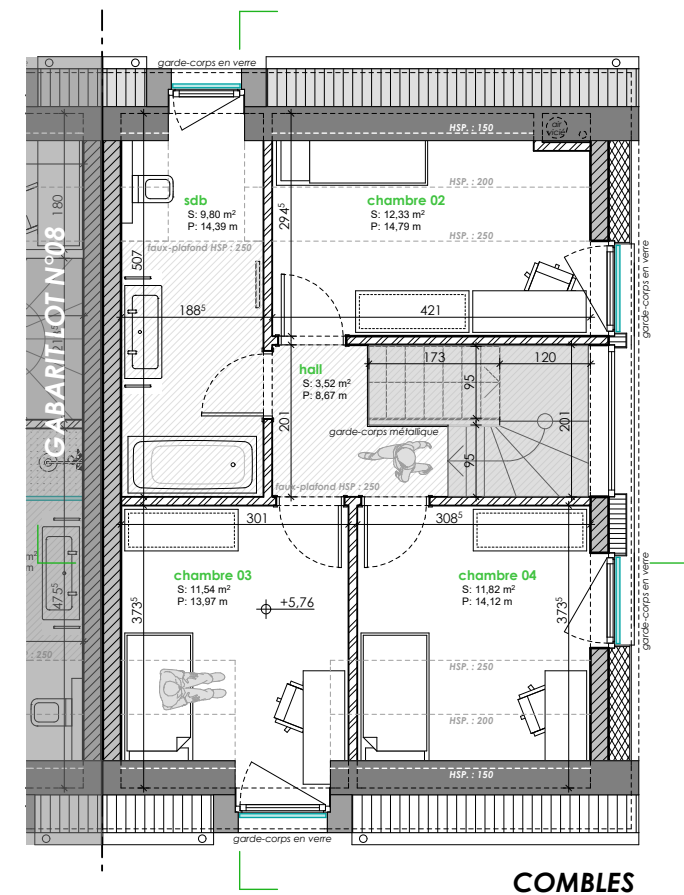 garde-corps en verre
HSP. : 150
air
vicié
HSP. : 200
sdb
S: 9,80 m²
P: 14,39 m
chambre 02
S: 12,33 m²
P: 14,79 m
HSP. : 250
faux-plafond HSP : 250
180
507
294⁵
GABARIT LOT N°08
188⁵
421
garde-corps en verre
hall
S: 3,52 m²
P: 8,67 m
173
120
95
201
201
garde-corps métallique
95
faux-plafond HSP : 250
301
308⁵
garde-corps en verre
chambre 03
S: 11,54 m²
P: 13,97 m
chambre 04
S: 11,82 m²
P: 14,12 m
+5,76
m²
m
475⁵
373⁵
373⁵
: 250
HSP. : 250
HSP. : 200
HSP. : 150
garde-corps en verre
COMBLES